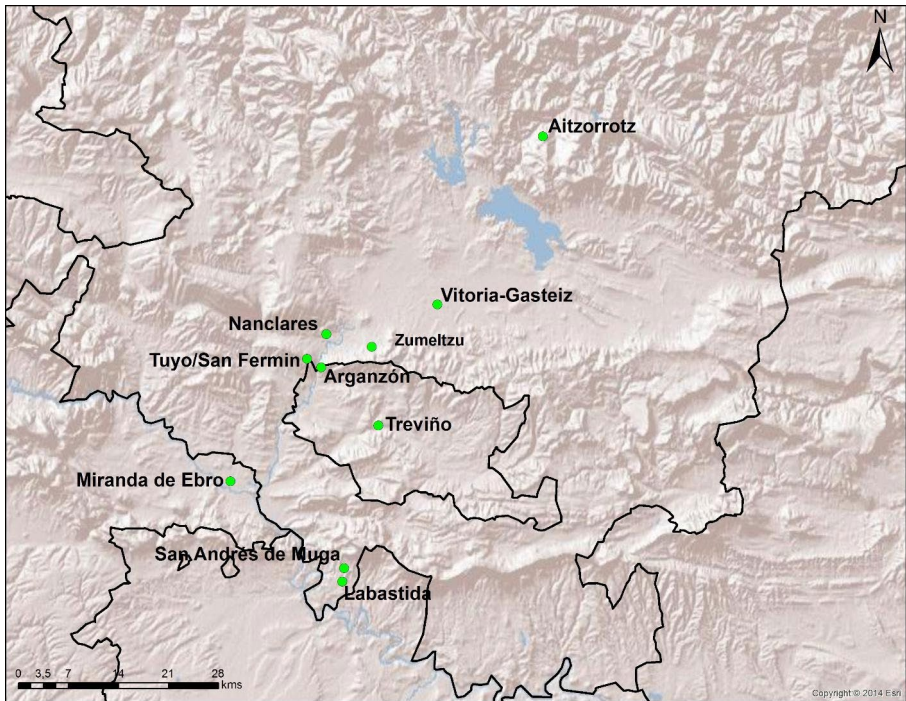 N
Aitzorrotz
Vitoria-Gasteiz
Nanclares
Zumeltzu
Tuyo/San Fermin
Arganzón
Treviño
Miranda de Ebro
San Andrés de Muga
Labastida
0 3,5 7 14 21 28
kms
Copyright © 2014 Esri